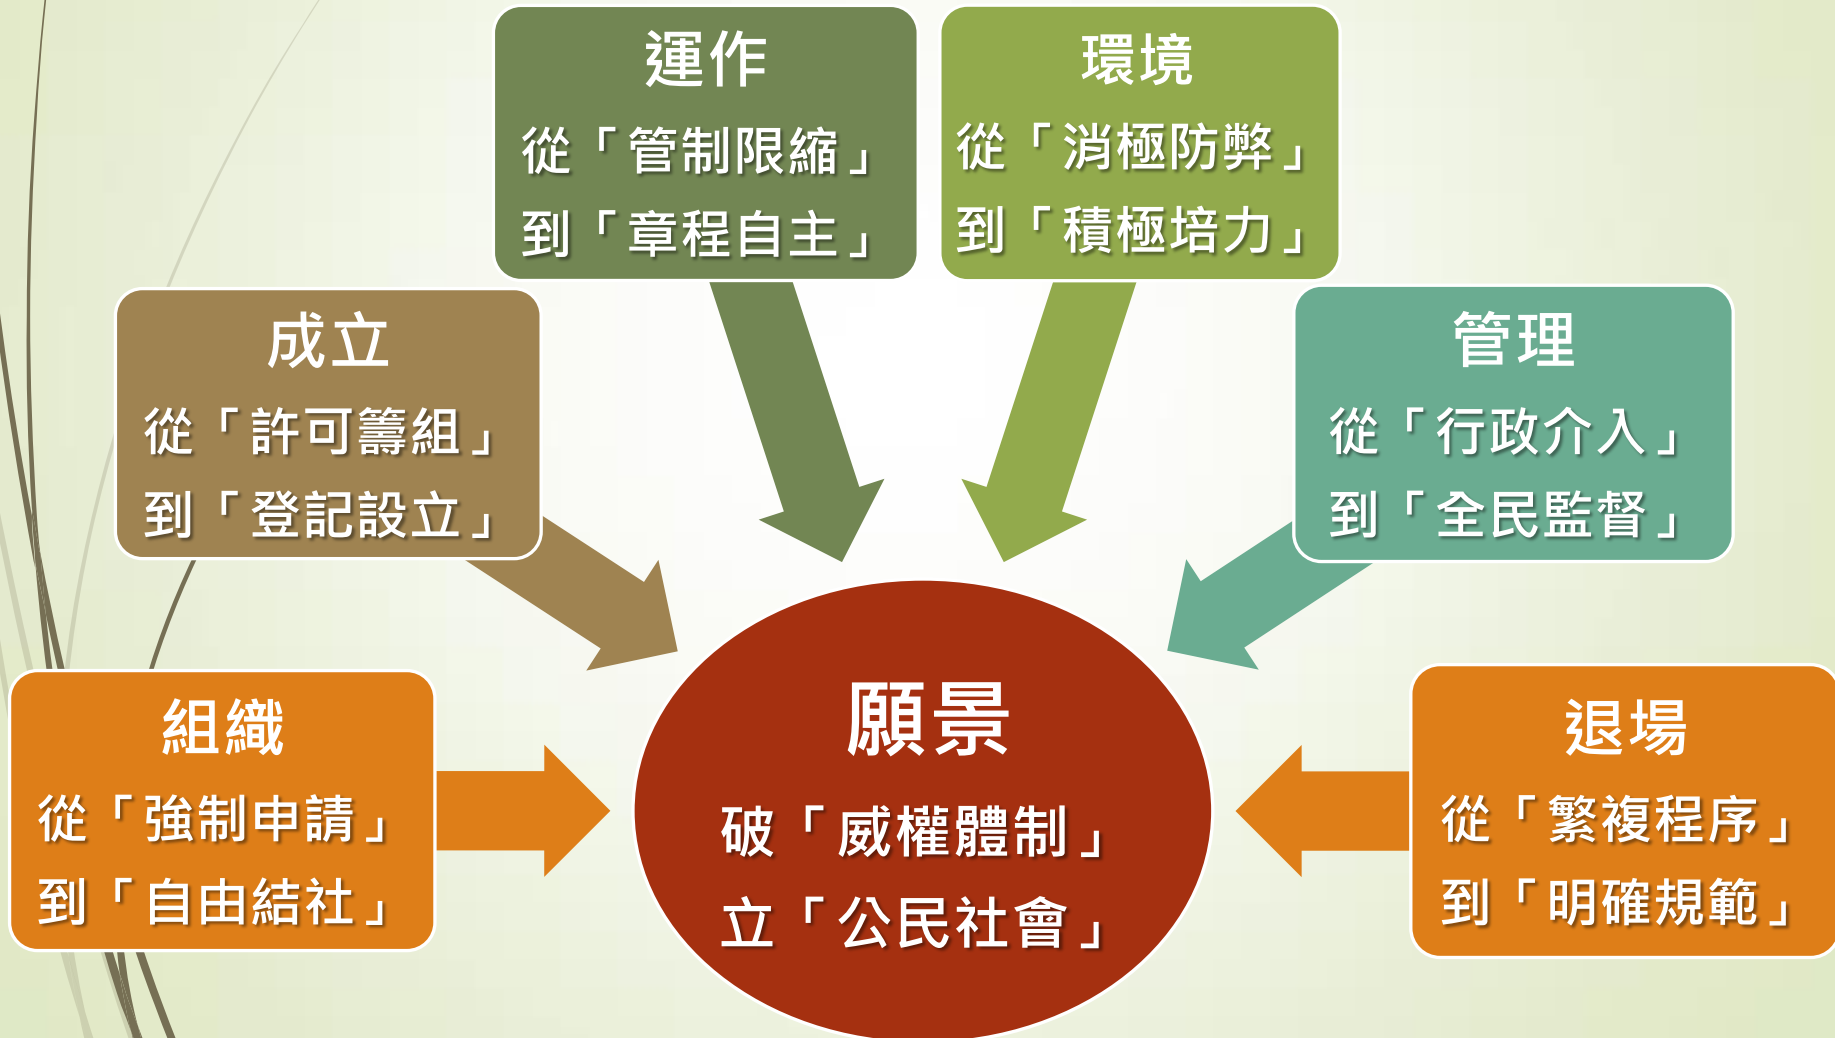 運作
從「管制限縮」
到「章程自主」
環境
從「消極防弊」
到「積極培力」
成立
從「許可籌組」
到「登記設立」
管理
從「行政介入」
到「全民監督」
組織
從「強制申請」
到「自由結社」
願景
破「威權體制」
立「公民社會」
退場
從「繁複程序」
到「明確規範」